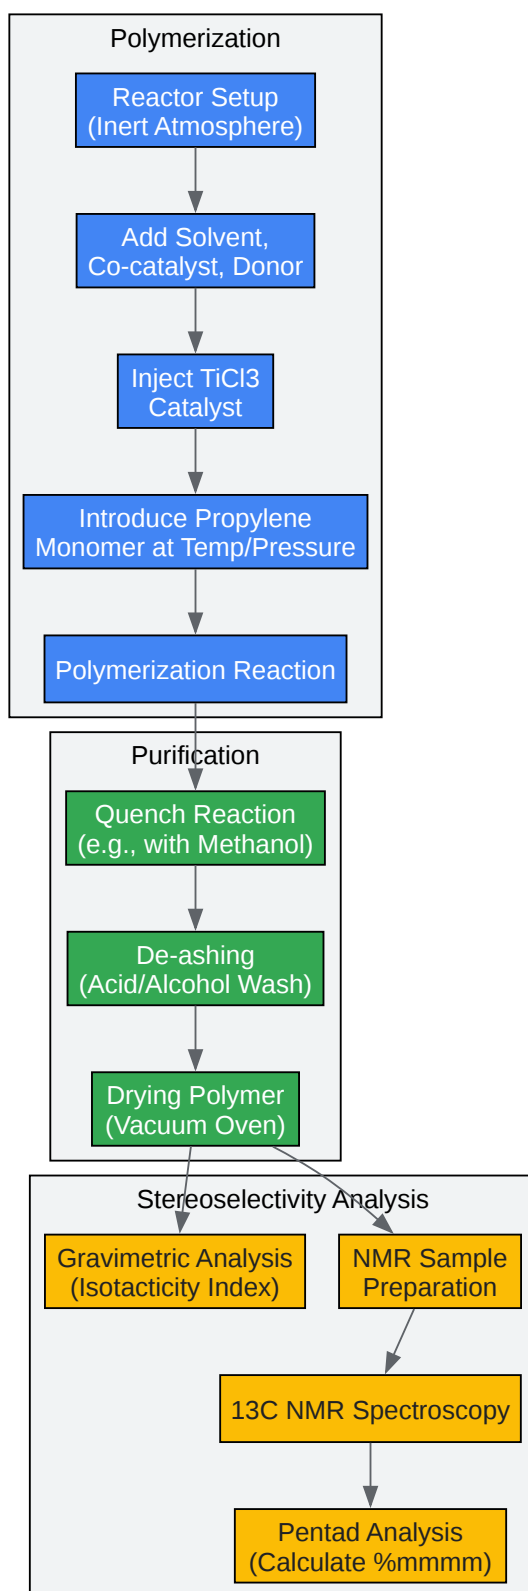 Polymerization
Reactor Setup
(Inert Atmosphere)
Add Solvent,
Co-catalyst, Donor
Inject TiCl3
Catalyst
Introduce Propylene
Monomer at Temp/Pressure
Polymerization Reaction
Purification
Quench Reaction
(e.g., with Methanol)
De-ashing
(Acid/Alcohol Wash)
Drying Polymer
(Vacuum Oven)
Stereoselectivity Analysis
Gravimetric Analysis
(Isotacticity Index)
NMR Sample
Preparation
13C NMR Spectroscopy
Pentad Analysis
(Calculate %mmmm)